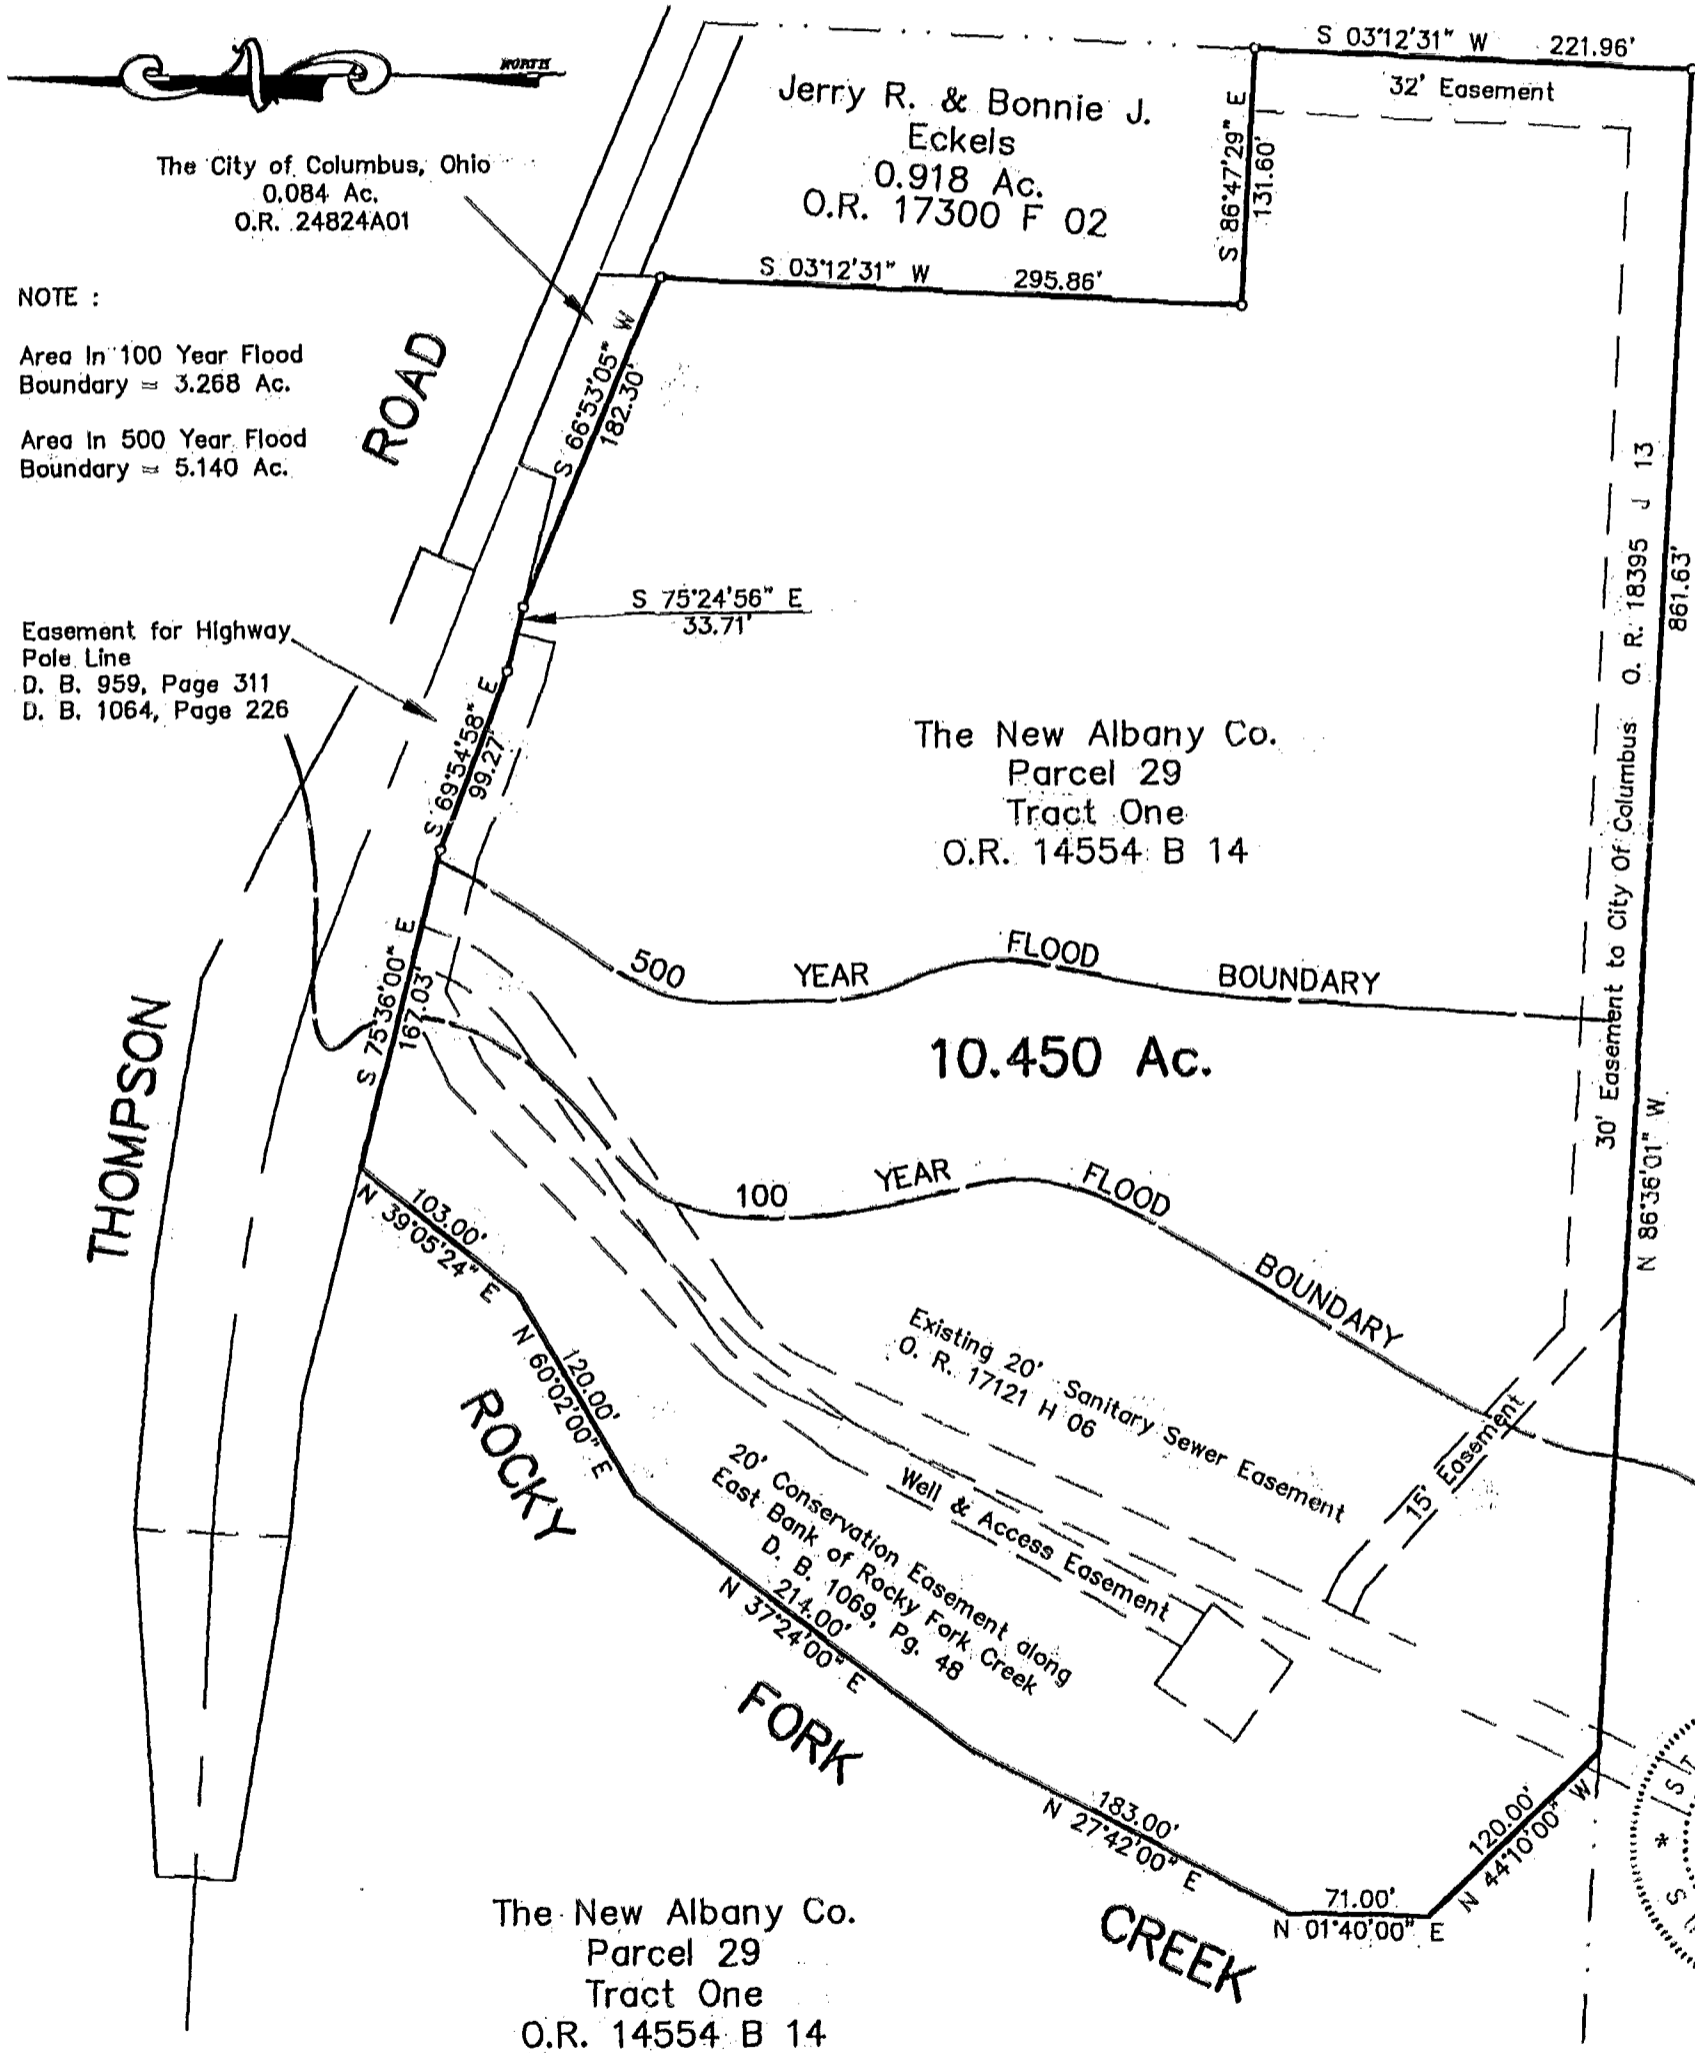 NORTH
S 03°12'31" W 221.96'
32' Easement
Jerry R. & Bonnie J.
Eckels
0.918 Ac.
O.R. 17300 F 02
S 86°47'29" E
131.60'
The City of Columbus, Ohio
0.084 Ac.
O.R. 24824A01
S 03°12'31" W 295.86'
NOTE :
Area In 100 Year Flood
Boundary = 3.268 Ac.
Area In 500 Year Flood
Boundary = 5.140 Ac.
ROAD
S 66°53'05" W
182.30'
S 75°24'56" E
33.71'
Easement for Highway
Pole Line
D. B. 959, Page 311
D. B. 1064, Page 226
S 69°54'58" E
99.27'
The New Albany Co.
Parcel 29
Tract One
O.R. 14554 B 14
30' Easement to City Of Columbus O. R. 18395 J 13
861.63'
N 86°36'01" W
500 YEAR FLOOD BOUNDARY
10.450 Ac.
S 75°36'00" E
167.03'
THOMPSON
100 YEAR FLOOD BOUNDARY
103.00'
N 39°05'24" E
120.00'
N 60°02'00" E
Existing 20' Sanitary Sewer Easement
O. R. 17121 H 06
15' Easement
Well & Access Easement
20' Conservation Easement along
East Bank of Rocky Fork Creek
D. B. 1069, Pg. 48
214.00'
N 37°24'00" E
ROCKY
FORK
CREEK
183.00'
N 27°42'00" E
71.00'
N 01°40'00" E
120.00'
N 44°10'00" W
The New Albany Co.
Parcel 29
Tract One
O.R. 14554 B 14